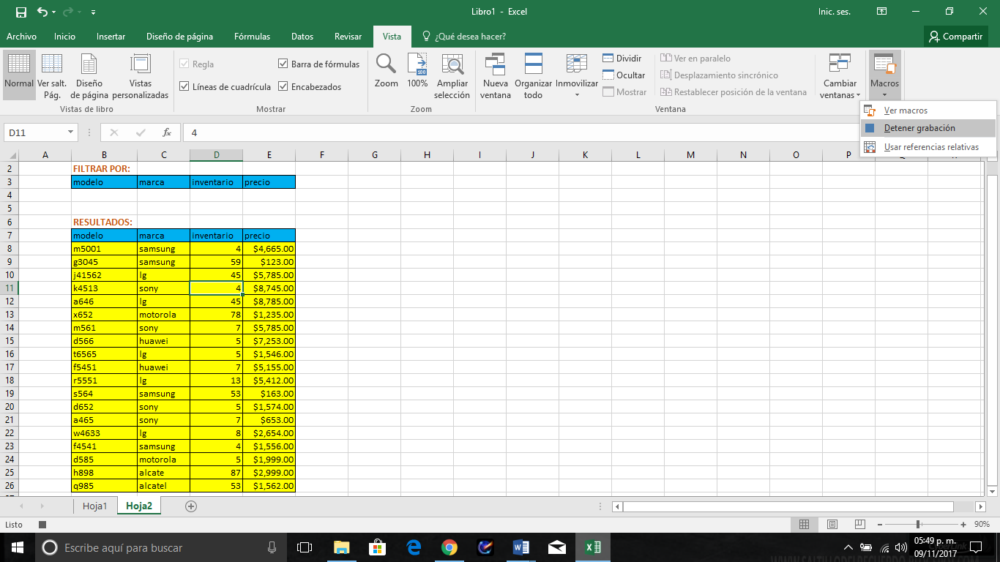 Libro1 - Excel
Inic. ses.
Archivo Inicio Insertar Diseño de página Fórmulas Datos Revisar Vista ¿Qué desea hacer? Compartir
Normal
Ver salt. Pág.
Diseño de página
Vistas personalizadas
Vistas de libro
Regla
Barra de fórmulas
Líneas de cuadrícula
Encabezados
Mostrar
Zoom
100
100%
Ampliar selección
Zoom
Nueva ventana
Organizar todo
Inmovilizar
Dividir
Ocultar
Mostrar
Ver en paralelo
Desplazamiento sincrónico
Restablecer posición de la ventana
Cambiar ventanas
Ventana
Macros
Ver macros
Detener grabación
Usar referencias relativas
D11 fx 4
A B C D E F G H I J K L M N O P
2 FILTRAR POR:
3 modelo marca inventario precio
4
5
6 RESULTADOS:
7 modelo marca inventario precio
8 m5001 samsung 4 $4,665.00
9 g3045 samsung 59 $123.00
10 j41562 lg 45 $5,785.00
11 k4513 sony 4 $8,745.00
12 a646 lg 45 $8,785.00
13 x652 motorola 78 $1,235.00
14 m561 sony 7 $5,785.00
15 d566 huawei 5 $7,253.00
16 t6565 lg 5 $1,546.00
17 f5451 huawei 7 $5,155.00
18 r5551 lg 13 $5,412.00
19 s564 samsung 53 $163.00
20 d652 sony 5 $1,574.00
21 a465 sony 7 $653.00
22 w4633 lg 8 $2,654.00
23 f4541 samsung 4 $1,556.00
24 d585 motorola 5 $1,999.00
25 h898 alcate 87 $2,999.00
26 q985 alcatel 53 $1,562.00
Hoja1 Hoja2
Listo
90%
Escribe aquí para buscar
05:49 p. m.
09/11/2017